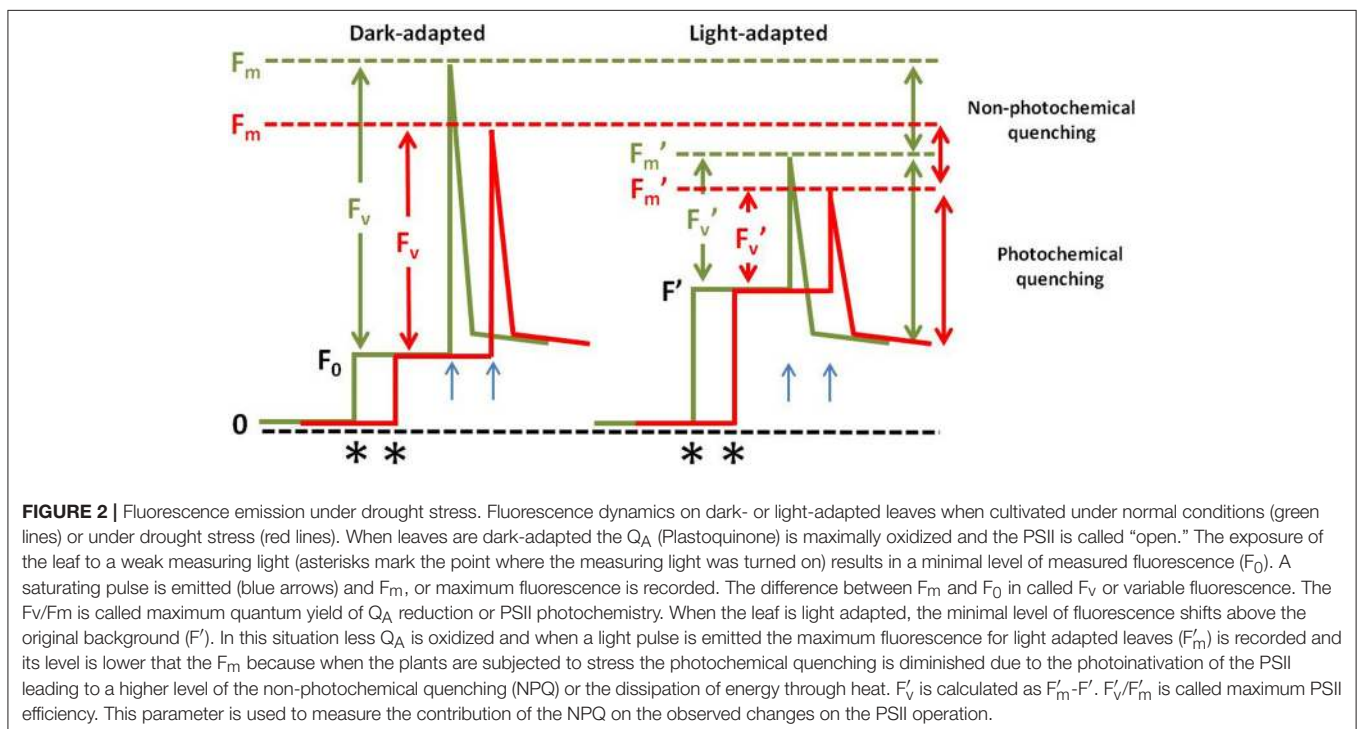 Dark-adapted
Light-adapted
Fm
Fm
Fv
Fv
F0
0
* *
Fm′
Fm′
Fv′
Fv′
F'
* *
Non-photochemical
quenching
Photochemical
quenching
FIGURE 2 | Fluorescence emission under drought stress. Fluorescence dynamics on dark- or light-adapted leaves when cultivated under normal conditions (green
lines) or under drought stress (red lines). When leaves are dark-adapted the QA (Plastoquinone) is maximally oxidized and the PSII is called “open.” The exposure of
the leaf to a weak measuring light (asterisks mark the point where the measuring light was turned on) results in a minimal level of measured fluorescence (F0). A
saturating pulse is emitted (blue arrows) and Fm, or maximum fluorescence is recorded. The difference between Fm and F0 in called Fv or variable fluorescence. The
Fv/Fm is called maximum quantum yield of QA reduction or PSII photochemistry. When the leaf is light adapted, the minimal level of fluorescence shifts above the
original background (F′). In this situation less QA is oxidized and when a light pulse is emitted the maximum fluorescence for light adapted leaves (F′m) is recorded and
its level is lower that the Fm because when the plants are subjected to stress the photochemical quenching is diminished due to the photoinativation of the PSII
leading to a higher level of the non-photochemical quenching (NPQ) or the dissipation of energy through heat. F′v is calculated as F′m-F′. F′v/F′m is called maximum PSII
efficiency. This parameter is used to measure the contribution of the NPQ on the observed changes on the PSII operation.